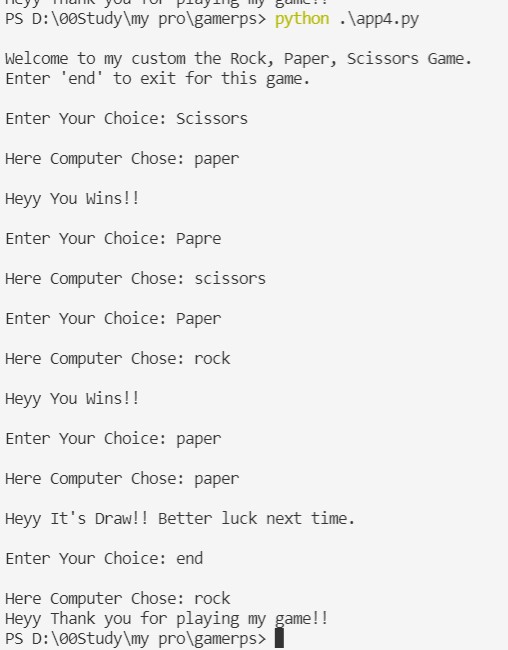 Heyy Thank you for playing my game!!
PS D:\00Study\my pro\gamerps> python .\app4.py
Welcome to my custom the Rock, Paper, Scissors Game.
Enter 'end' to exit for this game.
Enter Your Choice: Scissors
Here Computer Chose: paper
Heyy You Wins!!
Enter Your Choice: Papre
Here Computer Chose: scissors
Enter Your Choice: Paper
Here Computer Chose: rock
Heyy You Wins!!
Enter Your Choice: paper
Here Computer Chose: paper
Heyy It's Draw!! Better luck next time.
Enter Your Choice: end
Here Computer Chose: rock
Heyy Thank you for playing my game!!
PS D:\00Study\my pro\gamerps>